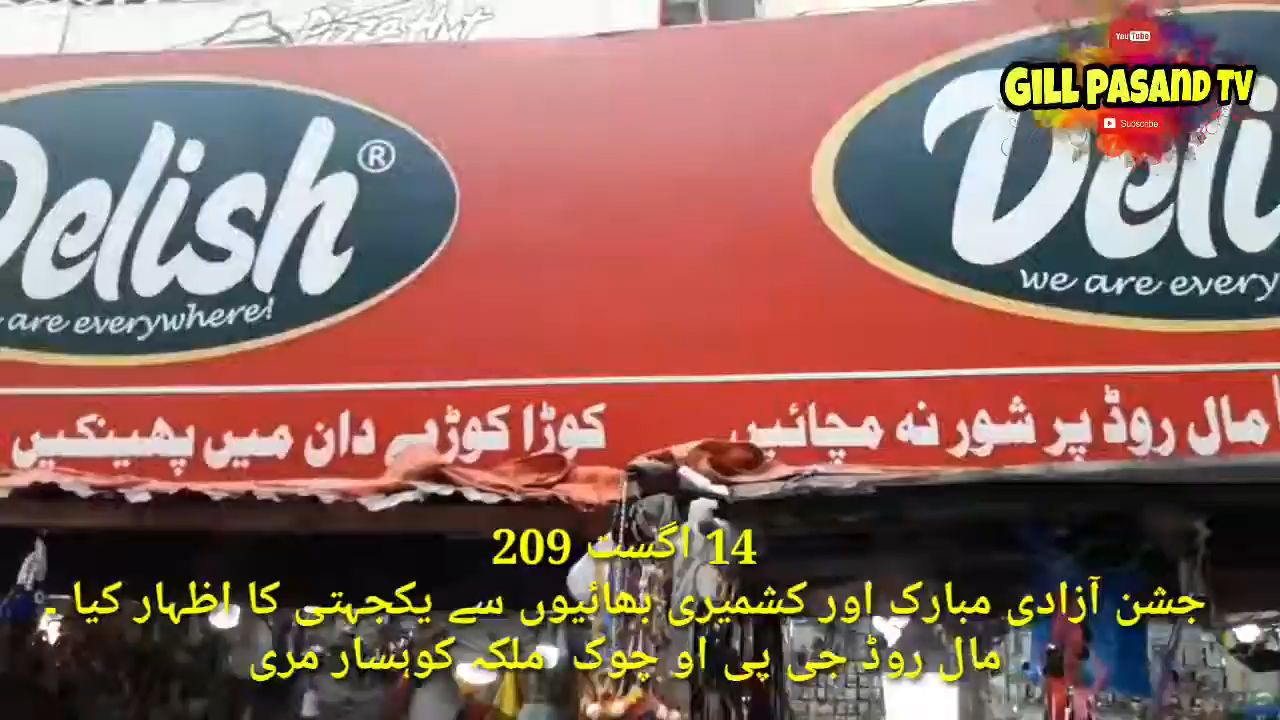 Pizza Hut
YouTube
GILL PASAND TV
Subscribe
Delish®
are everywhere!
Deli
we are every
مال روڈ پر شور نہ مچائیں
کوڑا کوڑے دان میں پھینکیں
14 اگست 209
جشن آزادی مبارک اور کشمیری بھائیوں سے یکجہتی کا اظہار کیا ۔
مال روڈ جی پی او چوک ملکہ کوہسار مری